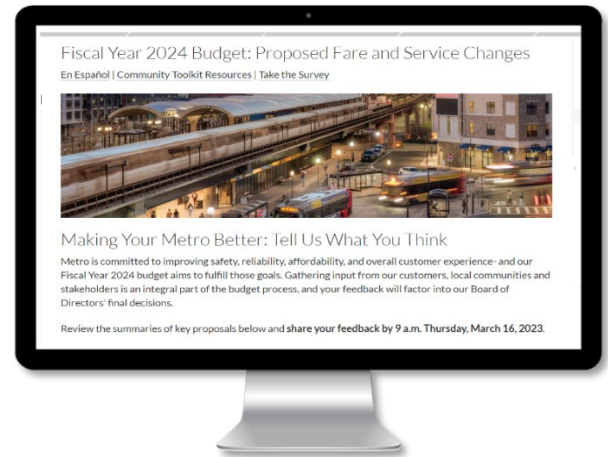 Fiscal Year 2024 Budget: Proposed Fare and Service Changes
En Español | Community Toolkit Resources | Take the Survey
Making Your Metro Better: Tell Us What You Think
Metro is committed to improving safety, reliability, affordability, and overall customer experience- and our
Fiscal Year 2024 budget aims to fulfill those goals. Gathering input from our customers, local communities and
stakeholders is an integral part of the budget process, and your feedback will factor into our Board of
Directors' final decisions.
Review the summaries of key proposals below and share your feedback by 9 a.m. Thursday, March 16, 2023.